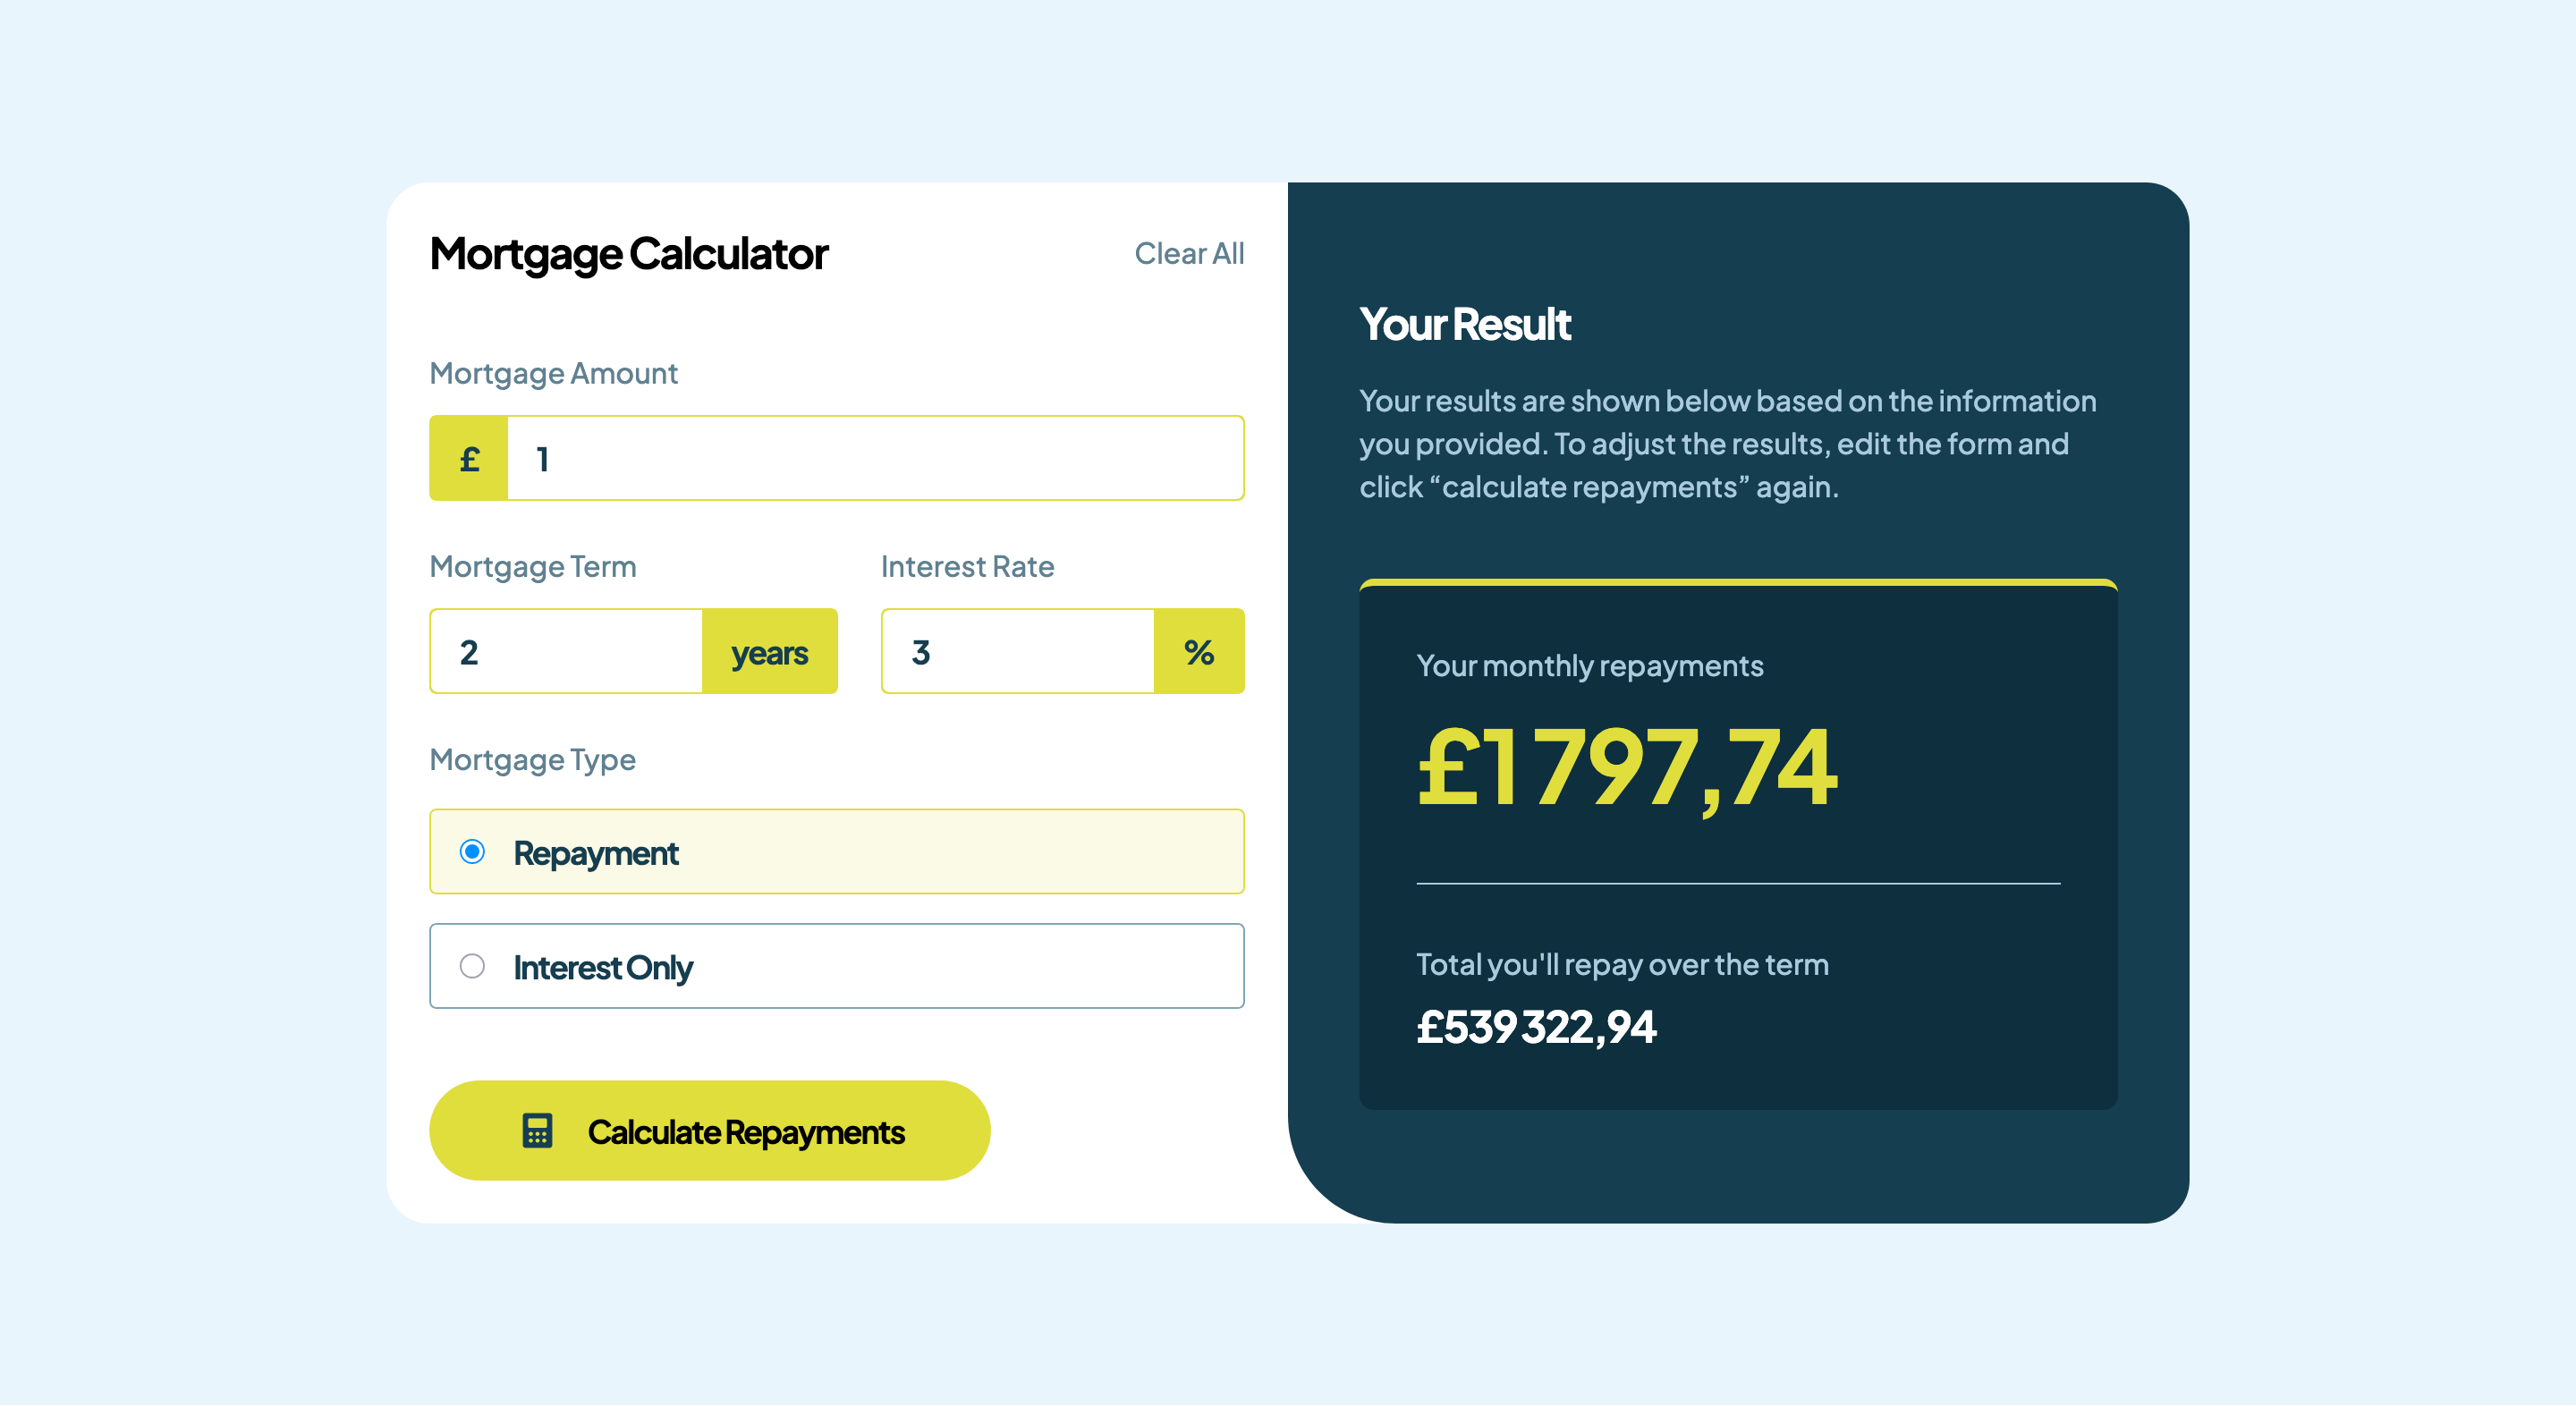 Mortgage Calculator
Clear All
Mortgage Amount
£ 1
Mortgage Term
2 years
Interest Rate
3 %
Mortgage Type
Repayment
Interest Only
Calculate Repayments
Your Result
Your results are shown below based on the information
you provided. To adjust the results, edit the form and
click “calculate repayments” again.
Your monthly repayments
£1 797,74
Total you'll repay over the term
£539 322,94